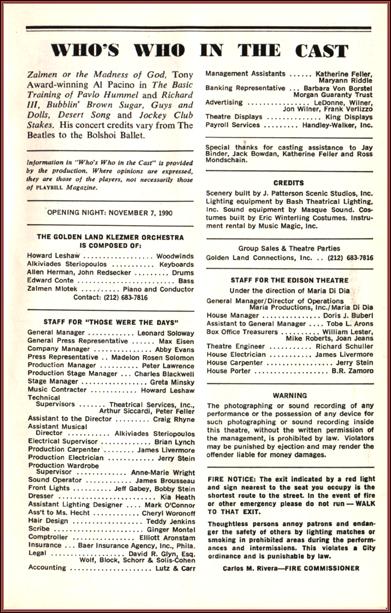 WHO'S WHO IN THE CAST
Zalmen or the Madness of God, Tony
Award-winning Al Pacino in The Basic
Training of Pavlo Hummel and Richard
III, Bubblin' Brown Sugar, Guys and
Dolls, Desert Song and Jockey Club
Stakes. His concert credits vary from The
Beatles to the Bolshoi Ballet.
Information in "Who's Who in the Cast" is provided
by the production. Where opinions are expressed,
they are those of the players, not necessarily those
of PLAYBILL Magazine.
OPENING NIGHT: NOVEMBER 7, 1990
THE GOLDEN LAND KLEZMER ORCHESTRA
IS COMPOSED OF:
Howard Leshaw .......... Woodwinds
Alkiviades Steriopoulos .......... Keyboards
Allen Herman, John Redsecker ........ Drums
Edward Conte .......... Bass
Zalmen Mlotek .......... Piano and Conductor
Contact: (212) 683-7816
STAFF FOR "THOSE WERE THE DAYS"
General Manager .......... Leonard Soloway
General Press Representative ...... Max Eisen
Company Manager .......... Abby Evans
Press Representative .. Madelon Rosen Solomon
Production Manager ........ Peter Lawrence
Production Stage Manager ... Charles Blackwell
Stage Manager .......... Greta Minsky
Music Contractor .......... Howard Leshaw
Technical
Supervisors ...... Theatrical Services, Inc.,
Arthur Siccardi, Peter Feller
Assistant to the Director ........ Craig Rhyne
Assistant Musical
Director .......... Alkiviades Steriopoulos
Electrical Supervisor .......... Brian Lynch
Production Carpenter ...... James Livermore
Production Electrician .......... Jerry Stein
Production Wardrobe
Supervisor .......... Anne-Marie Wright
Sound Operator .......... James Brousseau
Front Lights ...... Jeff Gabey, Bobby Stein
Dresser .......... Kia Heath
Assistant Lighting Designer .... Mark O'Connor
Ass't to Ms. Hecht ........ Cheryl Woronoff
Hair Design .......... Teddy Jenkins
Scribe .......... Ginger Montel
Comptroller .......... Elliott Aronstam
Insurance ... Baer Insurance Agency, Inc., Phila.
Legal .......... David R. Glyn, Esq.
Wolf, Block, Schorr & Solis-Cohen
Accounting .......... Lutz & Carr
Management Assistants ...... Katherine Feller,
Maryann Riddle
Banking Representative .. Barbara Von Borstel
Morgan Guaranty Trust
Advertising .......... LeDonne, Wilner,
Jon Wilner, Frank Verlizzo
Theatre Displays .......... King Displays
Payroll Services ........ Handley-Walker, Inc.
Special thanks for casting assistance to Jay
Binder, Jack Bowdan, Katherine Feller and Ross
Mondschain.
CREDITS
Scenery built by J. Patterson Scenic Studios, Inc.
Lighting equipment by Bash Theatrical Lighting,
Inc. Sound equipment by Masque Sound. Cos-
tumes built by Eric Winterling Costumes. Instru-
ment rental by Music Magic, Inc.
Group Sales & Theatre Parties
Golden Land Connections, Inc. . . (212) 683-7816
STAFF FOR THE EDISON THEATRE
Under the direction of Maria Di Dia
General Manager/Director of Operations
Maria Productions, Inc./Maria Di Dia
House Manager .......... Doris J. Buberl
Assistant to General Manager .... Tobe L. Arons
Box Office Treasurers ...... William Lester,
Mike Roberts, Joan Jeans
Theatre Engineer .......... Richard Schuller
House Electrician .......... James Livermore
House Carpenter .......... Jerry Stein
House Porter .......... B.R. Zamoro
WARNING
The photographing or sound recording of any
performance or the possession of any device for
such photographing or sound recording inside
this theatre, without the written permission of
the management, is prohibited by law. Violators
may be punished by ejection and may render the
offender liable for money damages.
FIRE NOTICE: The exit indicated by a red light
and sign nearest to the seat you occupy is the
shortest route to the street. In the event of fire
or other emergency please do not run — WALK
TO THAT EXIT.
Thoughtless persons annoy patrons and endan-
ger the safety of others by lighting matches or
smoking in prohibited areas during the perform-
ances and intermissions. This violates a City
ordinance and is punishable by law.
Carlos M. Rivera—FIRE COMMISSIONER